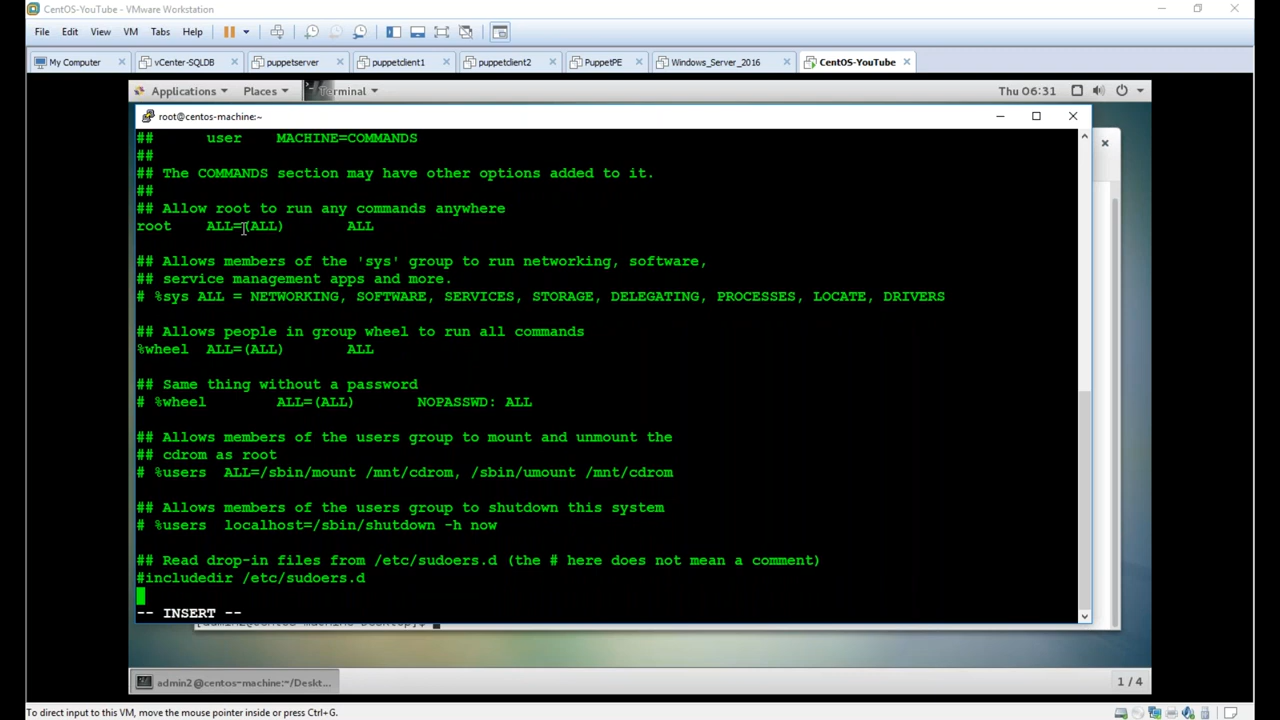 CentOS-YouTube - VMware Workstation
File Edit View VM Tabs Help
My Computer vCenter-SQLDB puppetserver puppetclient1 puppetclient2 PuppetPE Windows_Server_2016 CentOS-YouTube
Applications Places Terminal Thu 06:31
root@centos-machine:~
## user MACHINE=COMMANDS
##
## The COMMANDS section may have other options added to it.
##
## Allow root to run any commands anywhere
root ALL=(ALL) ALL
## Allows members of the 'sys' group to run networking, software,
## service management apps and more.
# %sys ALL = NETWORKING, SOFTWARE, SERVICES, STORAGE, DELEGATING, PROCESSES, LOCATE, DRIVERS
## Allows people in group wheel to run all commands
%wheel ALL=(ALL) ALL
## Same thing without a password
# %wheel ALL=(ALL) NOPASSWD: ALL
## Allows members of the users group to mount and unmount the
## cdrom as root
# %users ALL=/sbin/mount /mnt/cdrom, /sbin/umount /mnt/cdrom
## Allows members of the users group to shutdown this system
# %users localhost=/sbin/shutdown -h now
## Read drop-in files from /etc/sudoers.d (the # here does not mean a comment)
#includedir /etc/sudoers.d
-- INSERT --
admin2@centos-machine:~/Deskt... 1 / 4
To direct input to this VM, move the mouse pointer inside or press Ctrl+G.